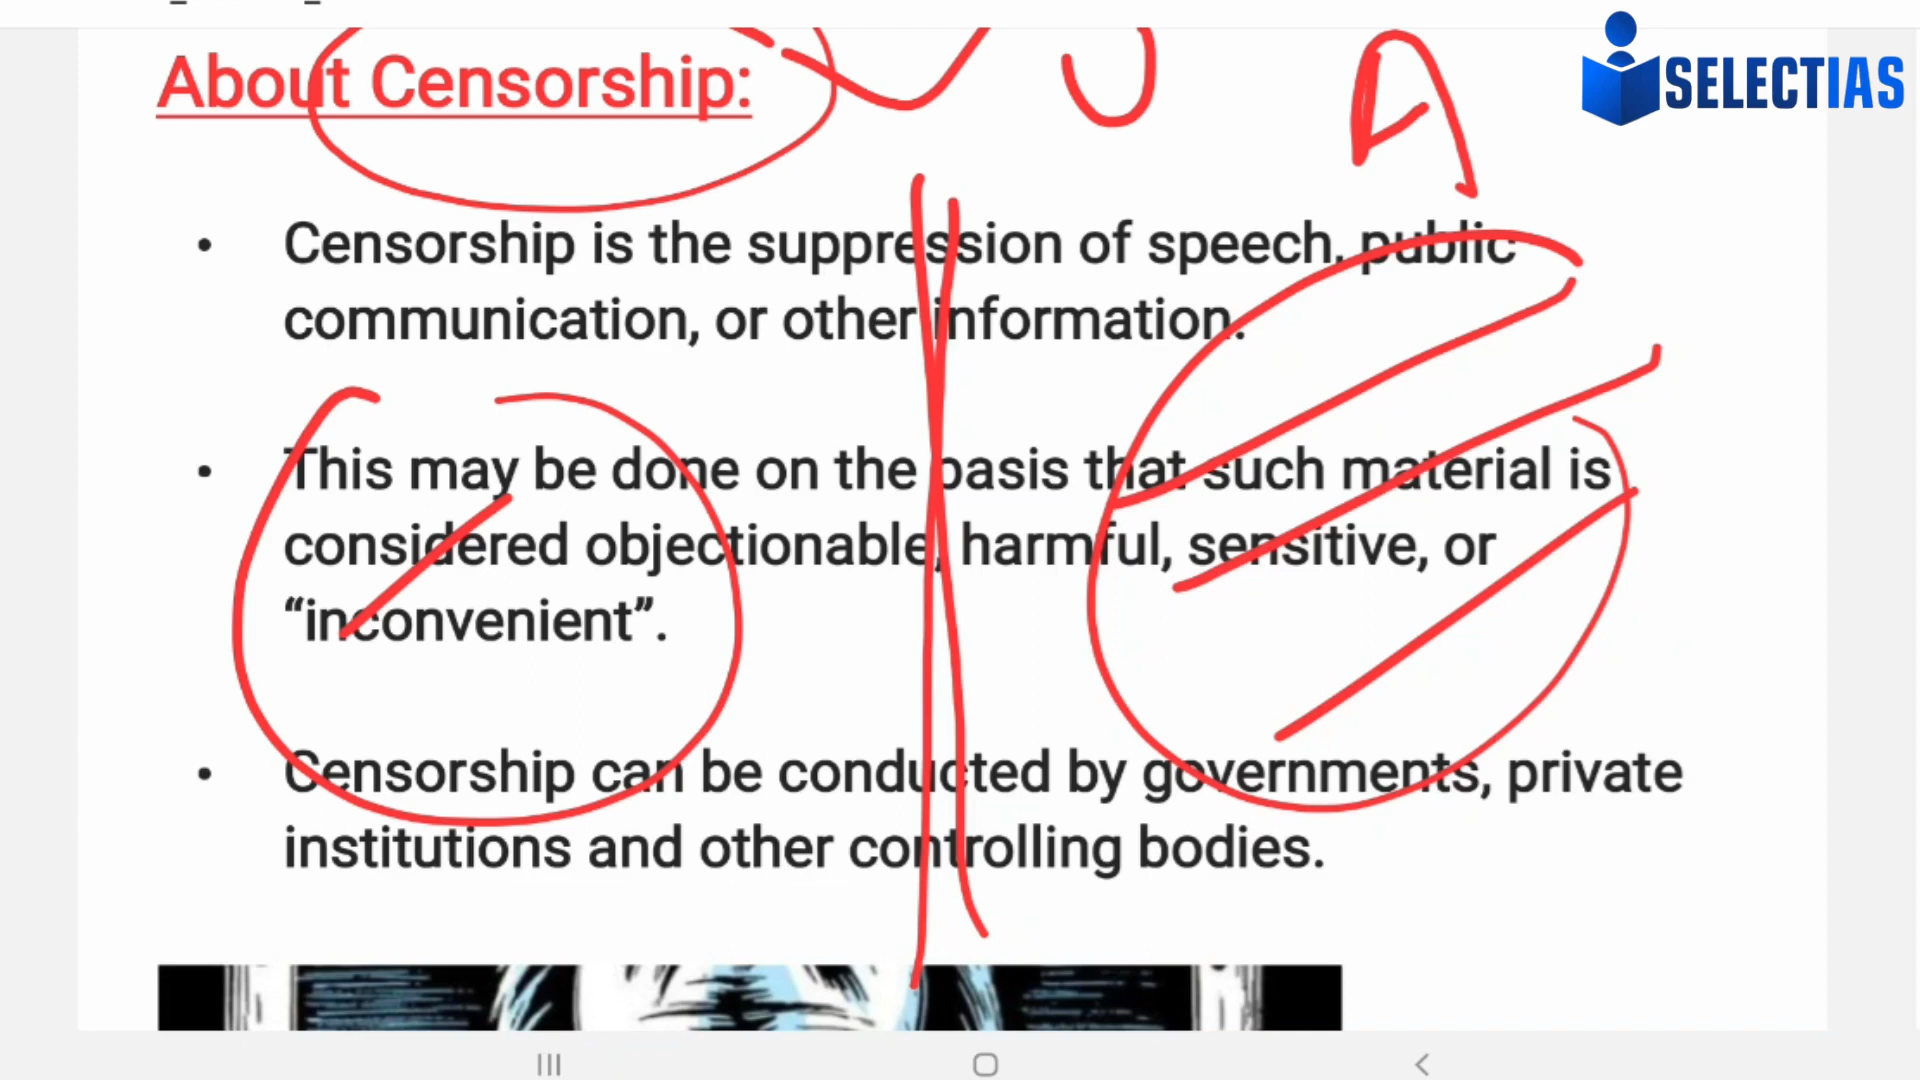 About Censorship:
U A
SELECTIAS
• Censorship is the suppression of speech, public
communication, or other information.
• This may be done on the basis that such material is
considered objectionable, harmful, sensitive, or
“inconvenient”.
• Censorship can be conducted by governments, private
institutions and other controlling bodies.